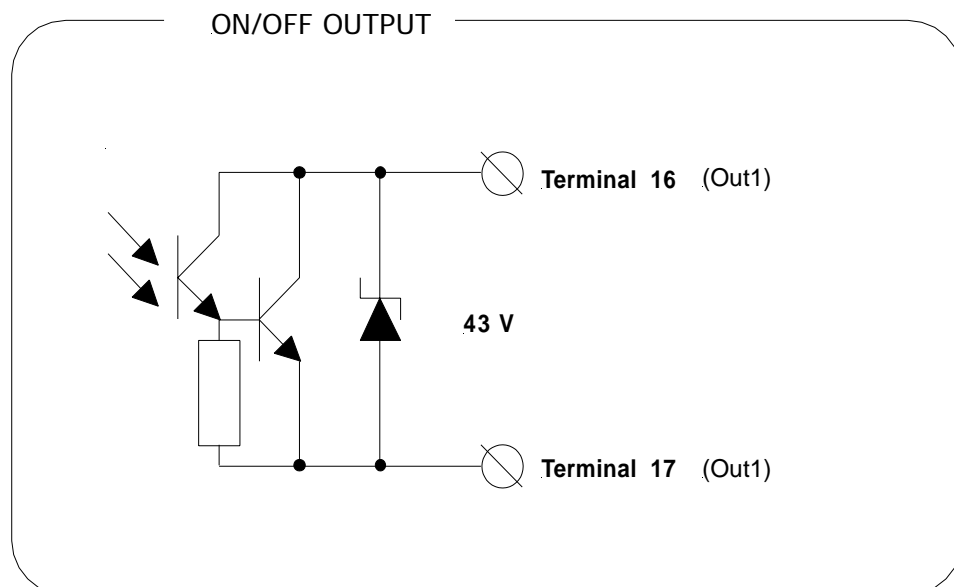 ON/OFF OUTPUT
Terminal 16 (Out1)
43 V
Terminal 17 (Out1)